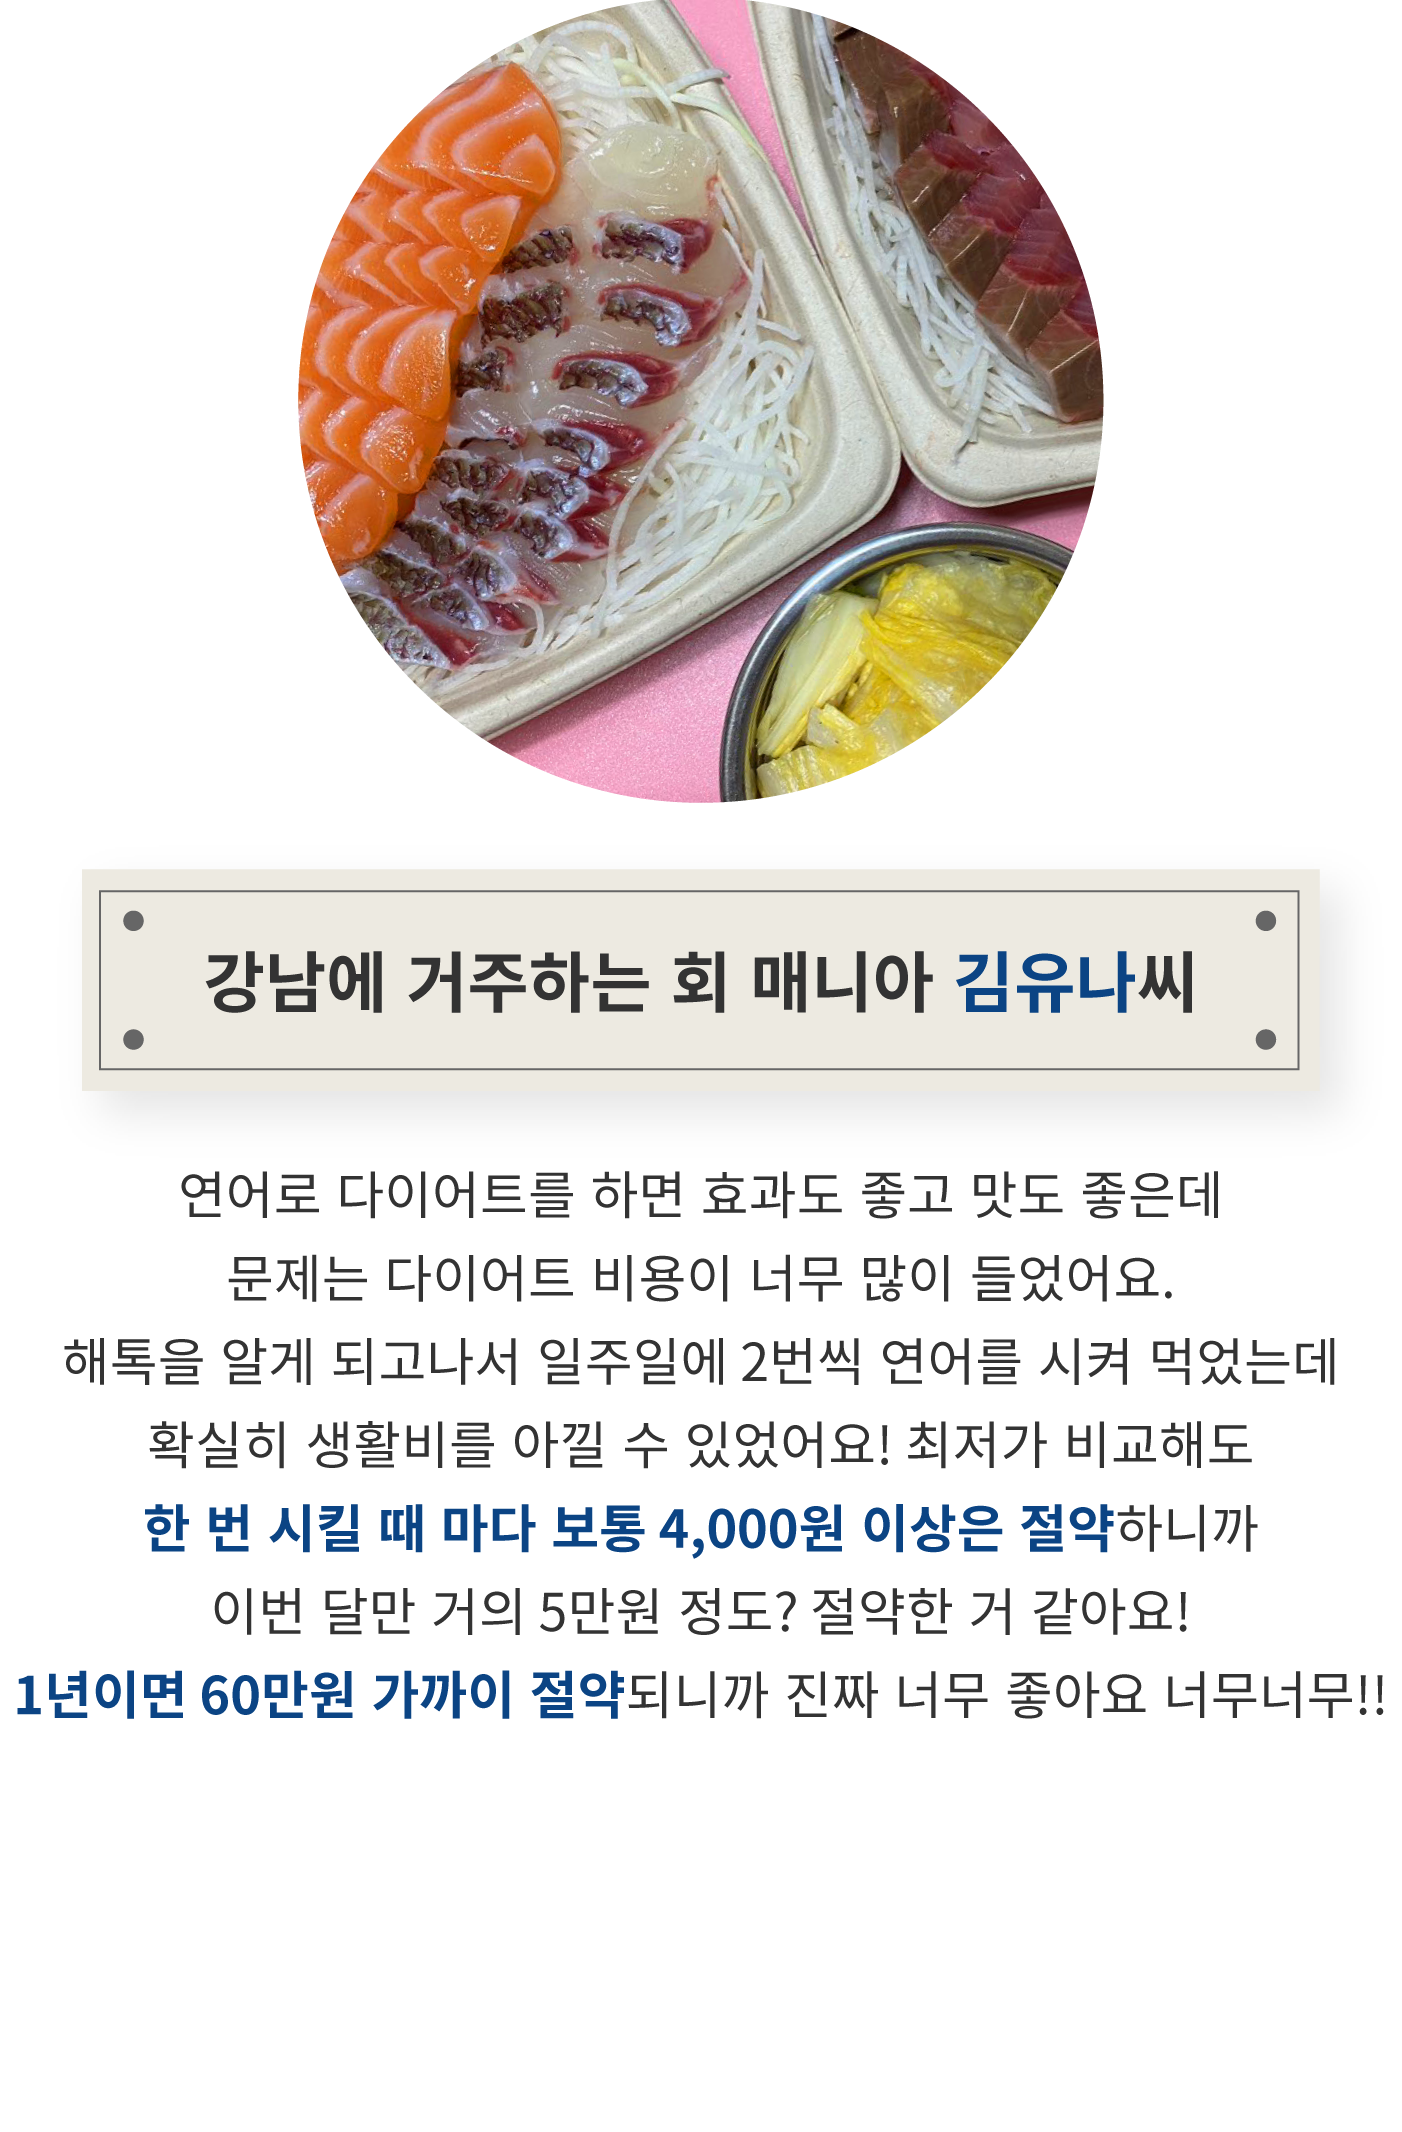 강남에 거주하는 회 매니아 김유나씨
연어로 다이어트를 하면 효과도 좋고 맛도 좋은데
문제는 다이어트 비용이 너무 많이 들었어요.
해톡을 알게 되고나서 일주일에 2번씩 연어를 시켜 먹었는데
확실히 생활비를 아낄 수 있었어요! 최저가 비교해도
한 번 시킬 때 마다 보통 4,000원 이상은 절약하니까
이번 달만 거의 5만원 정도? 절약한 거 같아요!
1년이면 60만원 가까이 절약되니까 진짜 너무 좋아요 너무너무!!